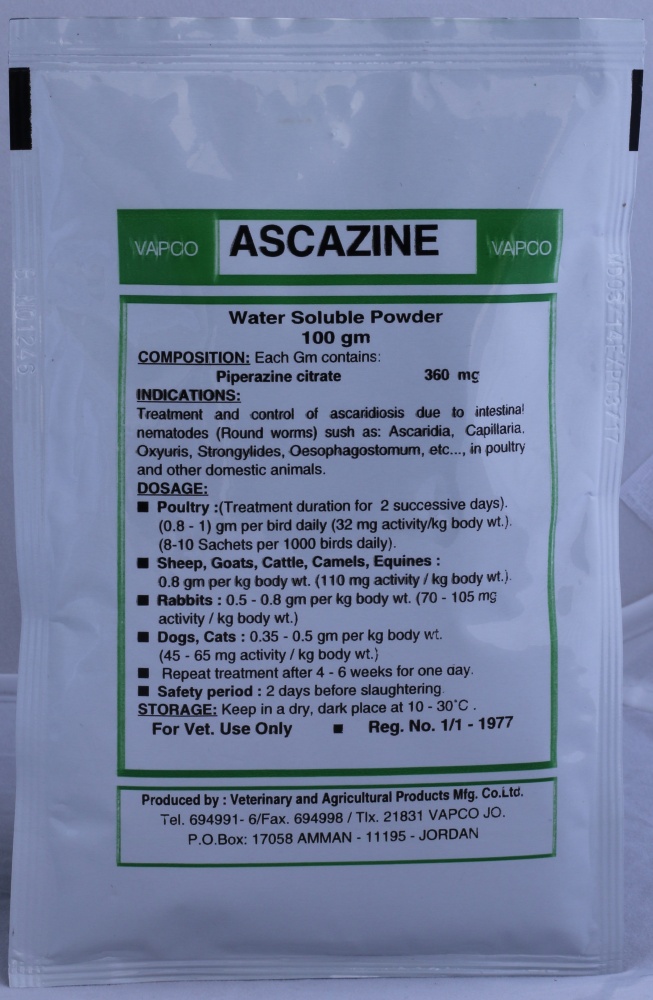 VAPCO ASCAZINE VAPCO
Water Soluble Powder
100 gm
COMPOSITION: Each Gm contains:
Piperazine citrate 360 mg
INDICATIONS:
Treatment and control of ascaridiosis due to intestinal
nematodes (Round worms) sush as: Ascaridia, Capillaria,
Oxyuris, Strongylides, Oesophagostomum, etc..., in poultry
and other domestic animals.
DOSAGE:
■ Poultry :(Treatment duration for 2 successive days).
(0.8 - 1) gm per bird daily (32 mg activity/kg body wt.).
(8-10 Sachets per 1000 birds daily).
■ Sheep, Goats, Cattle, Camels, Equines :
0.8 gm per kg body wt. (110 mg activity / kg body wt.).
■ Rabbits : 0.5 - 0.8 gm per kg body wt. (70 - 105 mg
activity / kg body wt.)
■ Dogs, Cats : 0.35 - 0.5 gm per kg body wt.
(45 - 65 mg activity / kg body wt.)
■ Repeat treatment after 4 - 6 weeks for one day.
■ Safety period : 2 days before slaughtering.
STORAGE: Keep in a dry, dark place at 10 - 30°C .
For Vet. Use Only ■ Reg. No. 1/1 - 1977
Produced by : Veterinary and Agricultural Products Mfg. Co.Ltd.
Tel. 694991- 6/Fax. 694998 / Tlx. 21831 VAPCO JO.
P.O.Box: 17058 AMMAN - 11195 - JORDAN